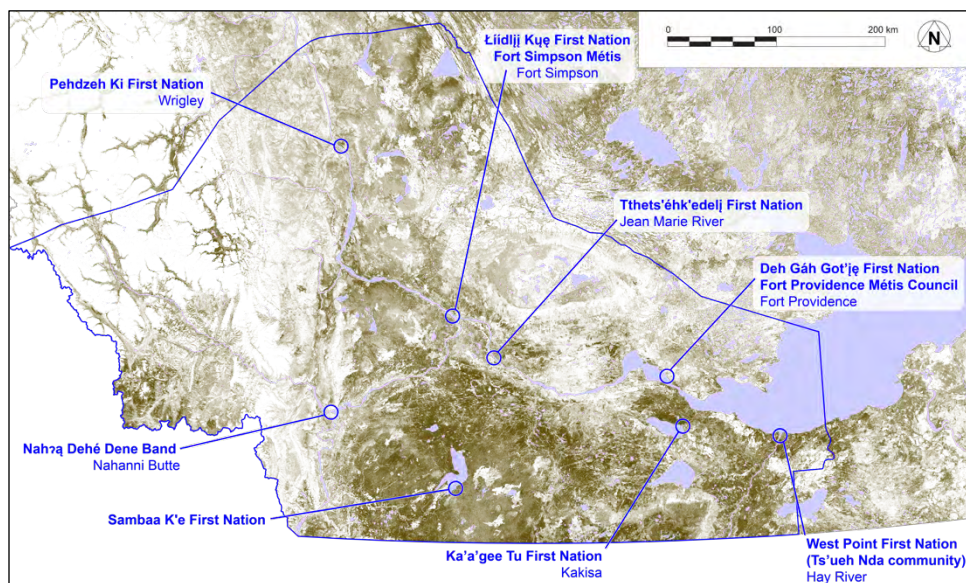 0 100 200 km
N
Łíídlįį Kųę First Nation
Fort Simpson Métis
Fort Simpson
Pehdzeh Ki First Nation
Wrigley
Tthets'éhk'edelį First Nation
Jean Marie River
Deh Gáh Got'įę First Nation
Fort Providence Métis Council
Fort Providence
Nahɂą Dehé Dene Band
Nahanni Butte
Sambaa K'e First Nation
Ka'a'gee Tu First Nation
Kakisa
West Point First Nation
(Ts'ueh Nda community)
Hay River